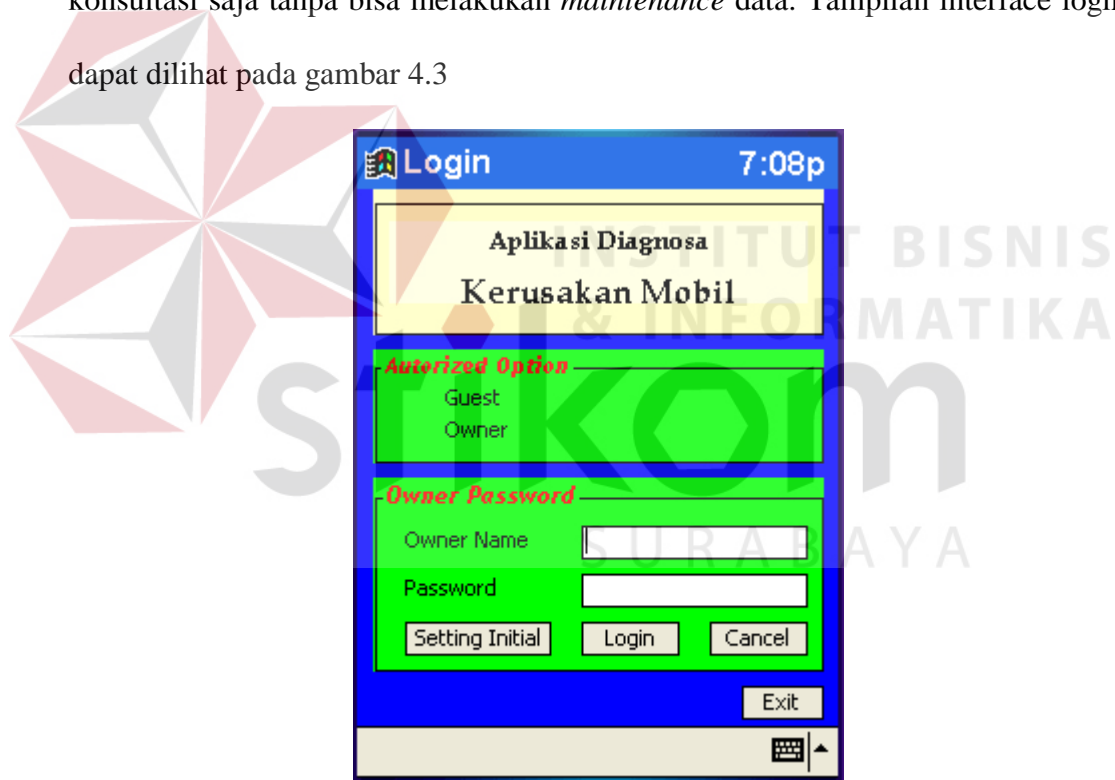 konsultasi saja tanpa bisa melakukan maintenance data. Tampilan interface
dapat dilihat pada gambar 4.3
Login 7:08p
Aplikasi Diagnosa
Kerusakan Mobil
INSTITUT BISNIS
& INFORMATIKA
stikom
SURABAYA
Autorized Option
Guest
Owner
Owner Password
Owner Name
Password
Setting Initial Login Cancel
Exit